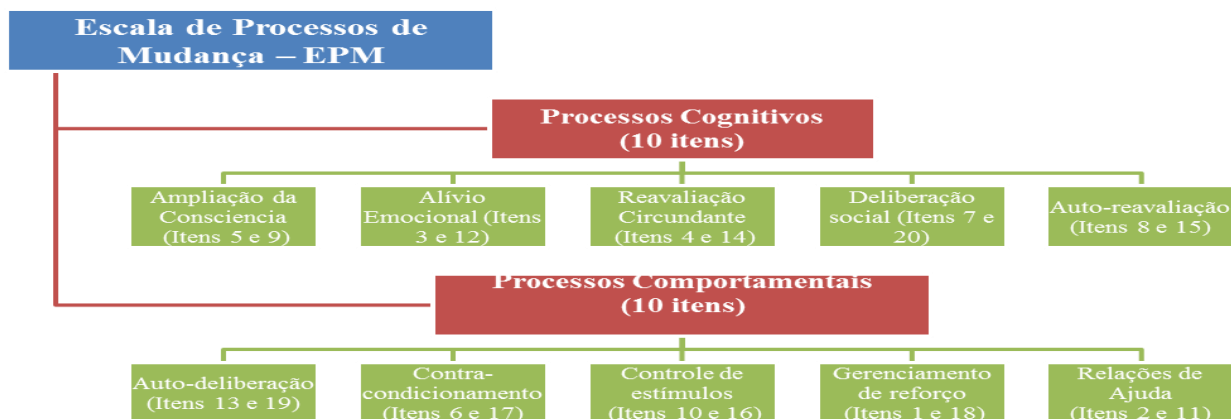 Escala de Processos de
Mudança – EPM
Processos Cognitivos
(10 itens)
Ampliação da
Consciencia
(Itens 5 e 9)
Alívio
Emocional (Itens
3 e 12)
Reavaliação
Circundante
(Itens 4 e 14)
Deliberação
social (Itens 7 e
20)
Auto-reavaliação
(Itens 8 e 15)
Processos Comportamentais
(10 itens)
Auto-deliberação
(Itens 13 e 19)
Contra-
condicionamento
(Itens 6 e 17)
Controle de
estímulos
(Itens 10 e 16)
Gerenciamento
de reforço
(Itens 1 e 18)
Relações de
Ajuda
(Itens 2 e 11)